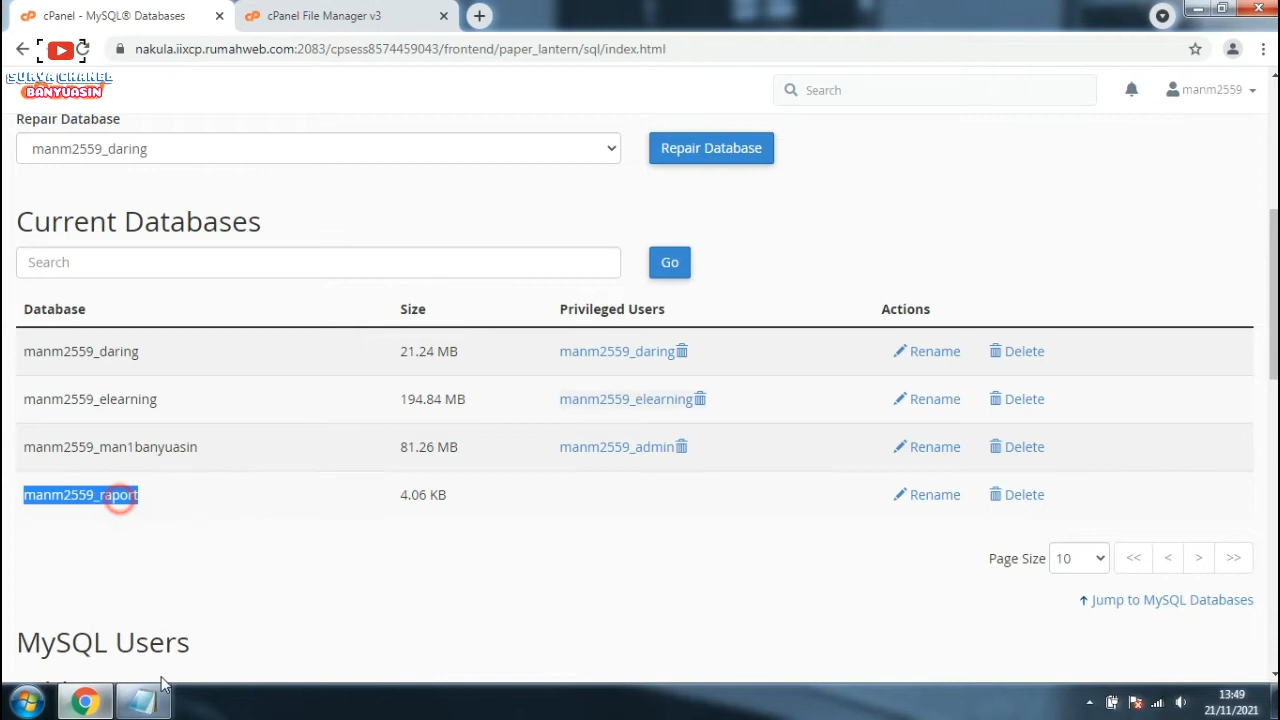 cPanel - MySQL® Databases
cPanel File Manager v3
nakula.iixcp.rumahweb.com:2083/cpsess8574459043/frontend/paper_lantern/sql/index.html
SURYA CHANEL
BANYUASIN
Search
manm2559
Repair Database
manm2559_daring
Repair Database
Current Databases
Search
Go
Database Size Privileged Users Actions
manm2559_daring 21.24 MB manm2559_daring Rename Delete
manm2559_elearning 194.84 MB manm2559_elearning Rename Delete
manm2559_man1banyuasin 81.26 MB manm2559_admin Rename Delete
manm2559_raport 4.06 KB Rename Delete
Page Size 10 << < > >>
Jump to MySQL Databases
MySQL Users
13:49
21/11/2021